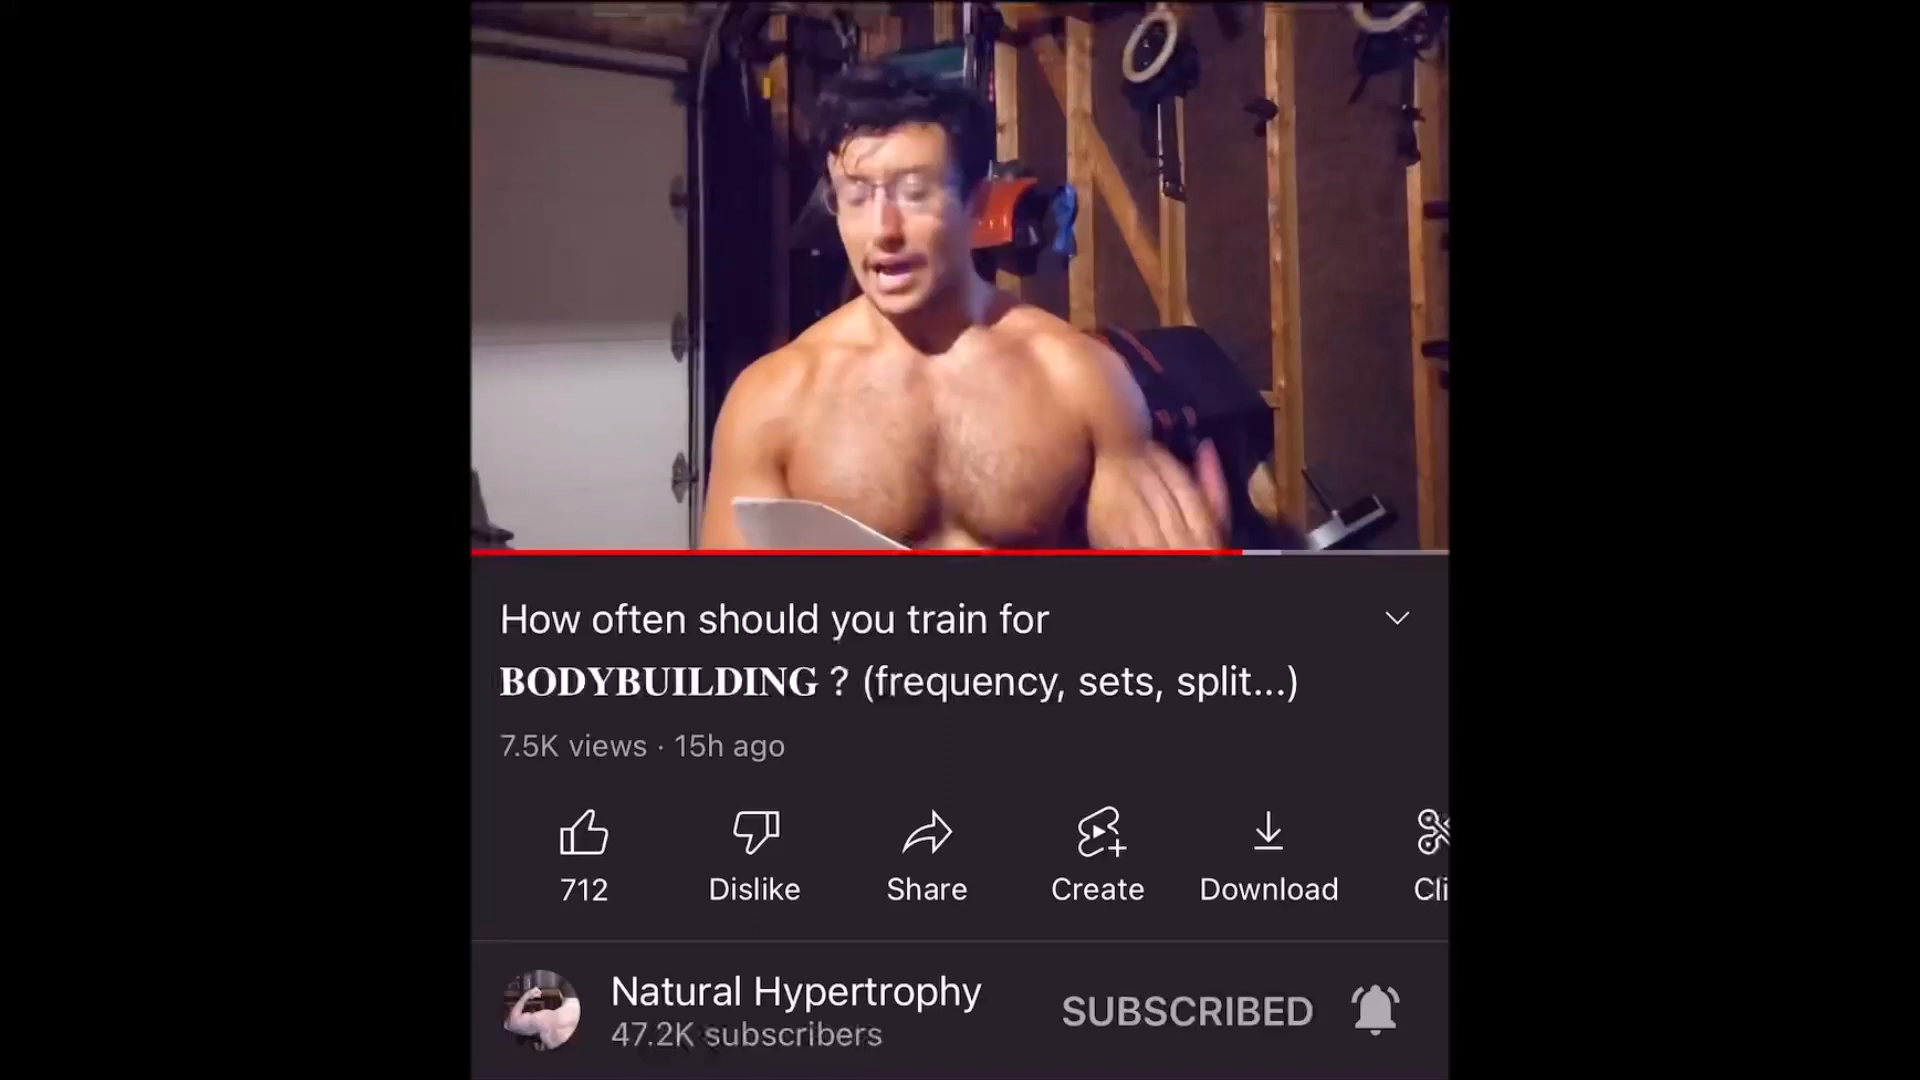 How often should you train for
𝐁𝐎𝐃𝐘𝐁𝐔𝐈𝐋𝐃𝐈𝐍𝐆 ? (frequency, sets, split...)
7.5K views · 15h ago
712 Dislike Share Create Download Cli
Natural Hypertrophy
47.2K subscribers
SUBSCRIBED